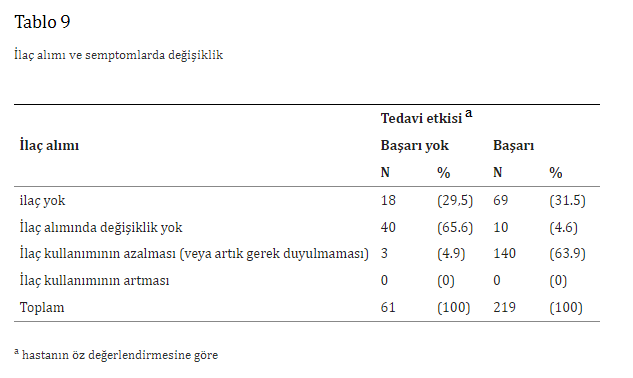 Tablo 9
İlaç alımı ve semptomlarda değişiklik
Tedavi etkisi a
İlaç alımı Başarı yok Başarı
N % N %
ilaç yok 18 (29,5) 69 (31.5)
İlaç alımında değişiklik yok 40 (65.6) 10 (4.6)
İlaç kullanımının azalması (veya artık gerek duyulmaması) 3 (4.9) 140 (63.9)
İlaç kullanımının artması 0 (0) 0 (0)
Toplam 61 (100) 219 (100)
a hastanın öz değerlendirmesine göre